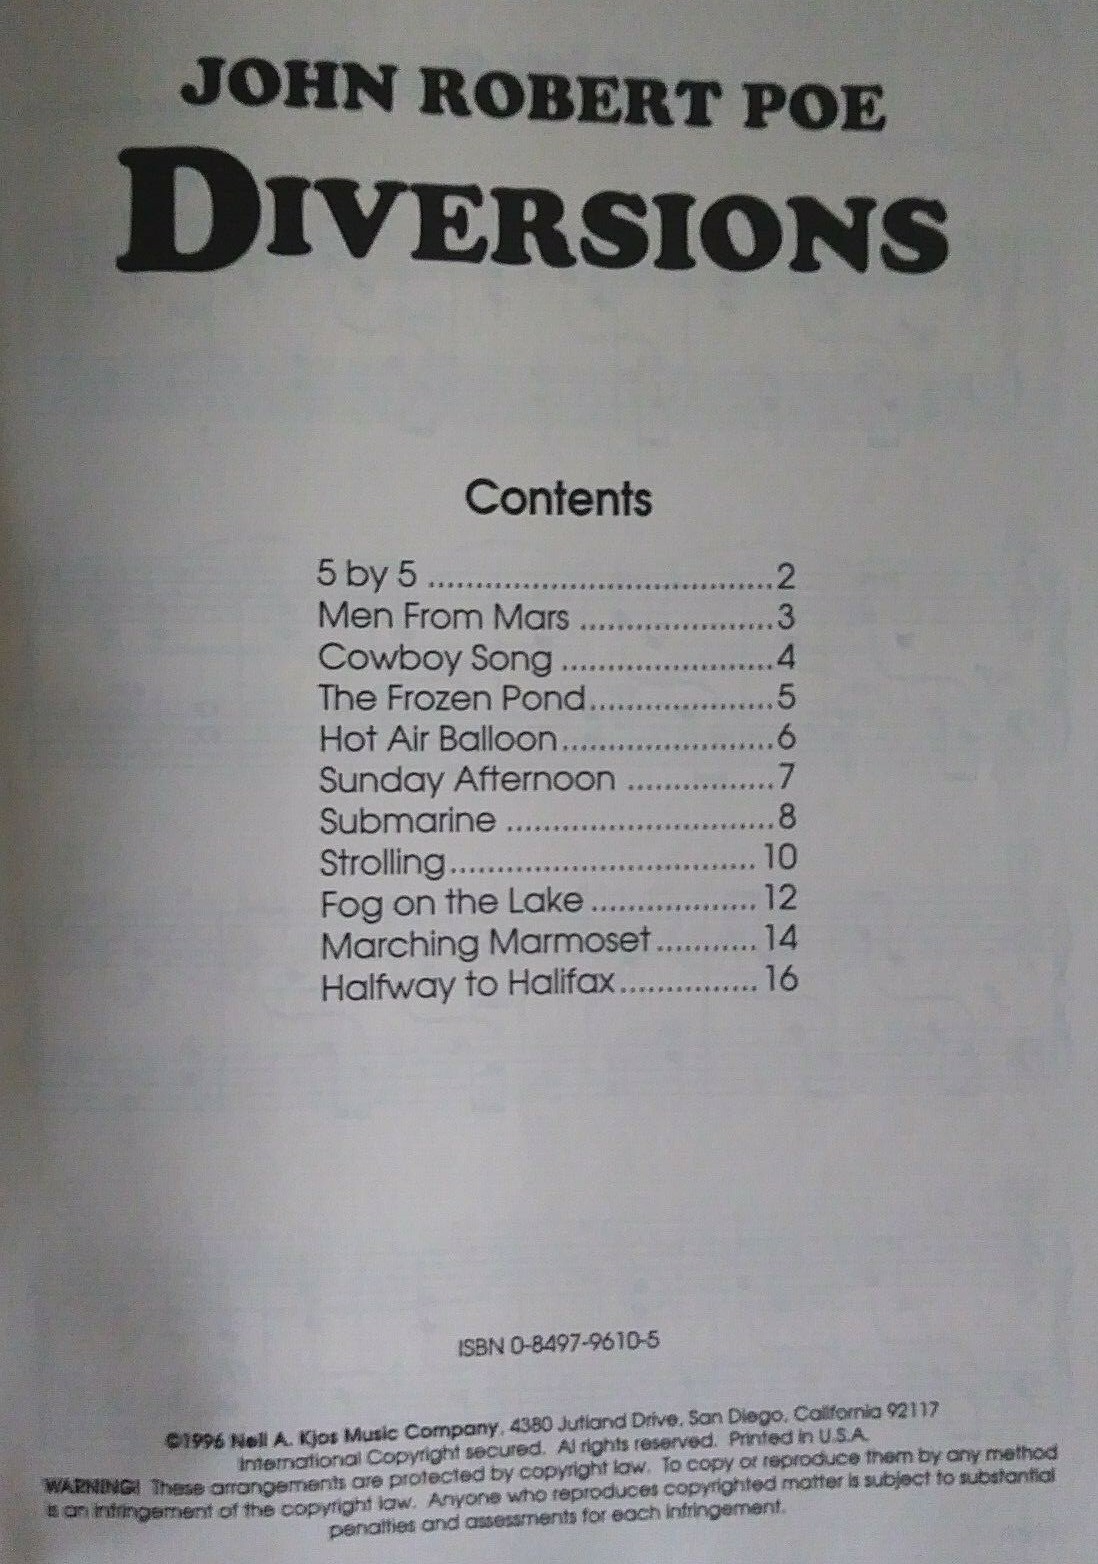 JOHN ROBERT POE
DIVERSIONS
Contents
5 by 5 ....................................2
Men From Mars .....................3
Cowboy Song .......................4
The Frozen Pond....................5
Hot Air Balloon.......................6
Sunday Afternoon ................7
Submarine .............................8
Strolling................................. 10
Fog on the Lake .................. 12
Marching Marmoset........... 14
Halfway to Halifax............... 16
ISBN 0-8497-9610-5
©1996 Neil A. Kjos Music Company, 4380 Jutland Drive, San Diego, California 92117
International Copyright secured. All rights reserved. Printed in U.S.A.
WARNING! These arrangements are protected by copyright law. To copy or reproduce them by any method
is an infringement of the copyright law. Anyone who reproduces copyrighted matter is subject to substantial
penalties and assessments for each infringement.